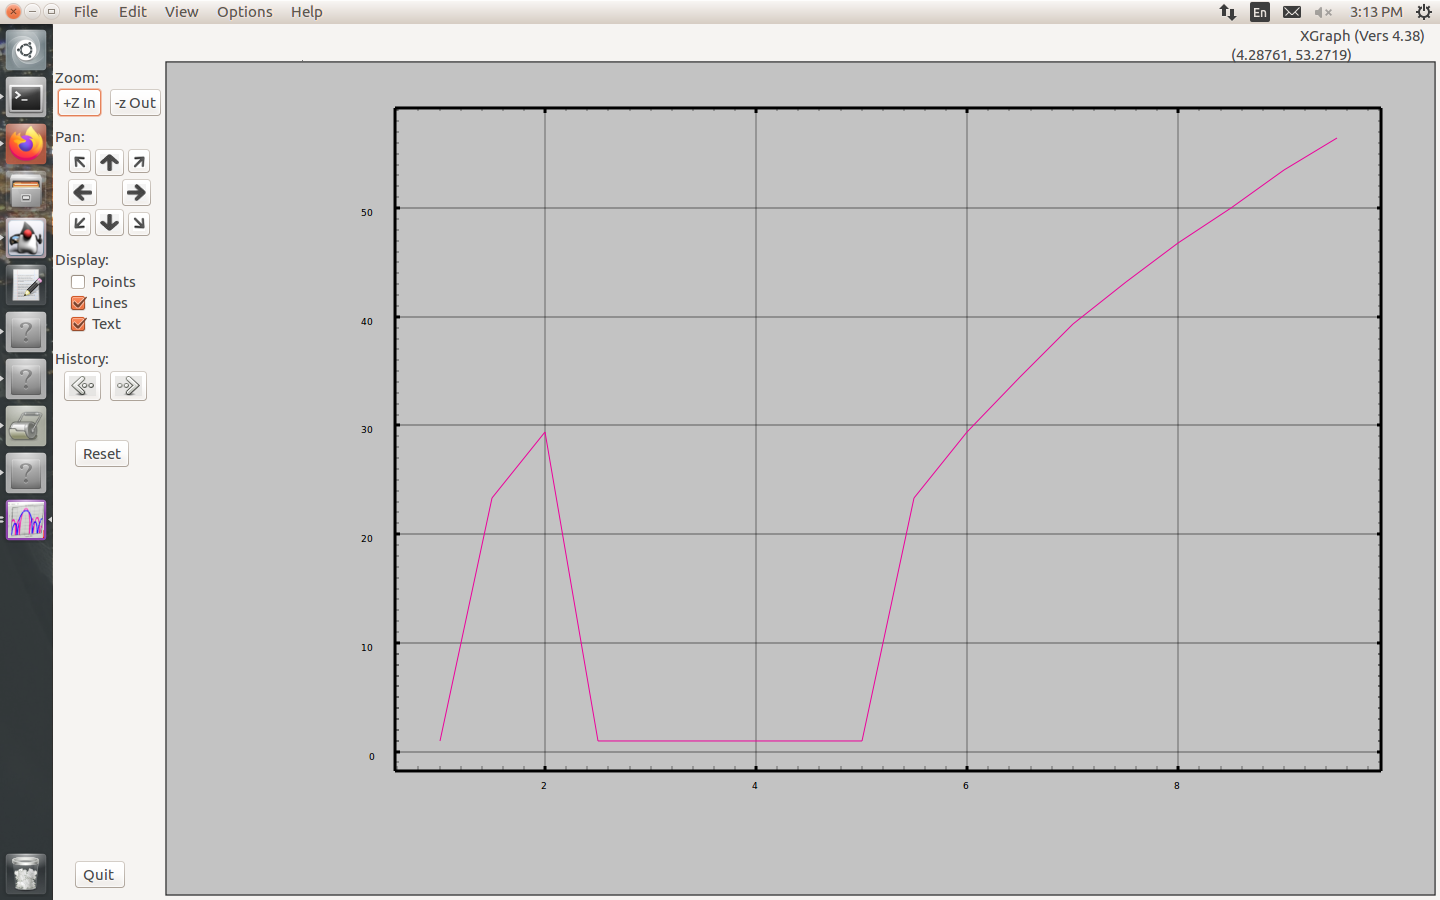 File Edit View Options Help En 3:13 PM
XGraph (Vers 4.38)
(4.28761, 53.2719)
Zoom:
+Z In -z Out
Pan:
Display:
Points
Lines
Text
History:
Reset
Quit
50
40
30
20
10
0
2 4 6 8